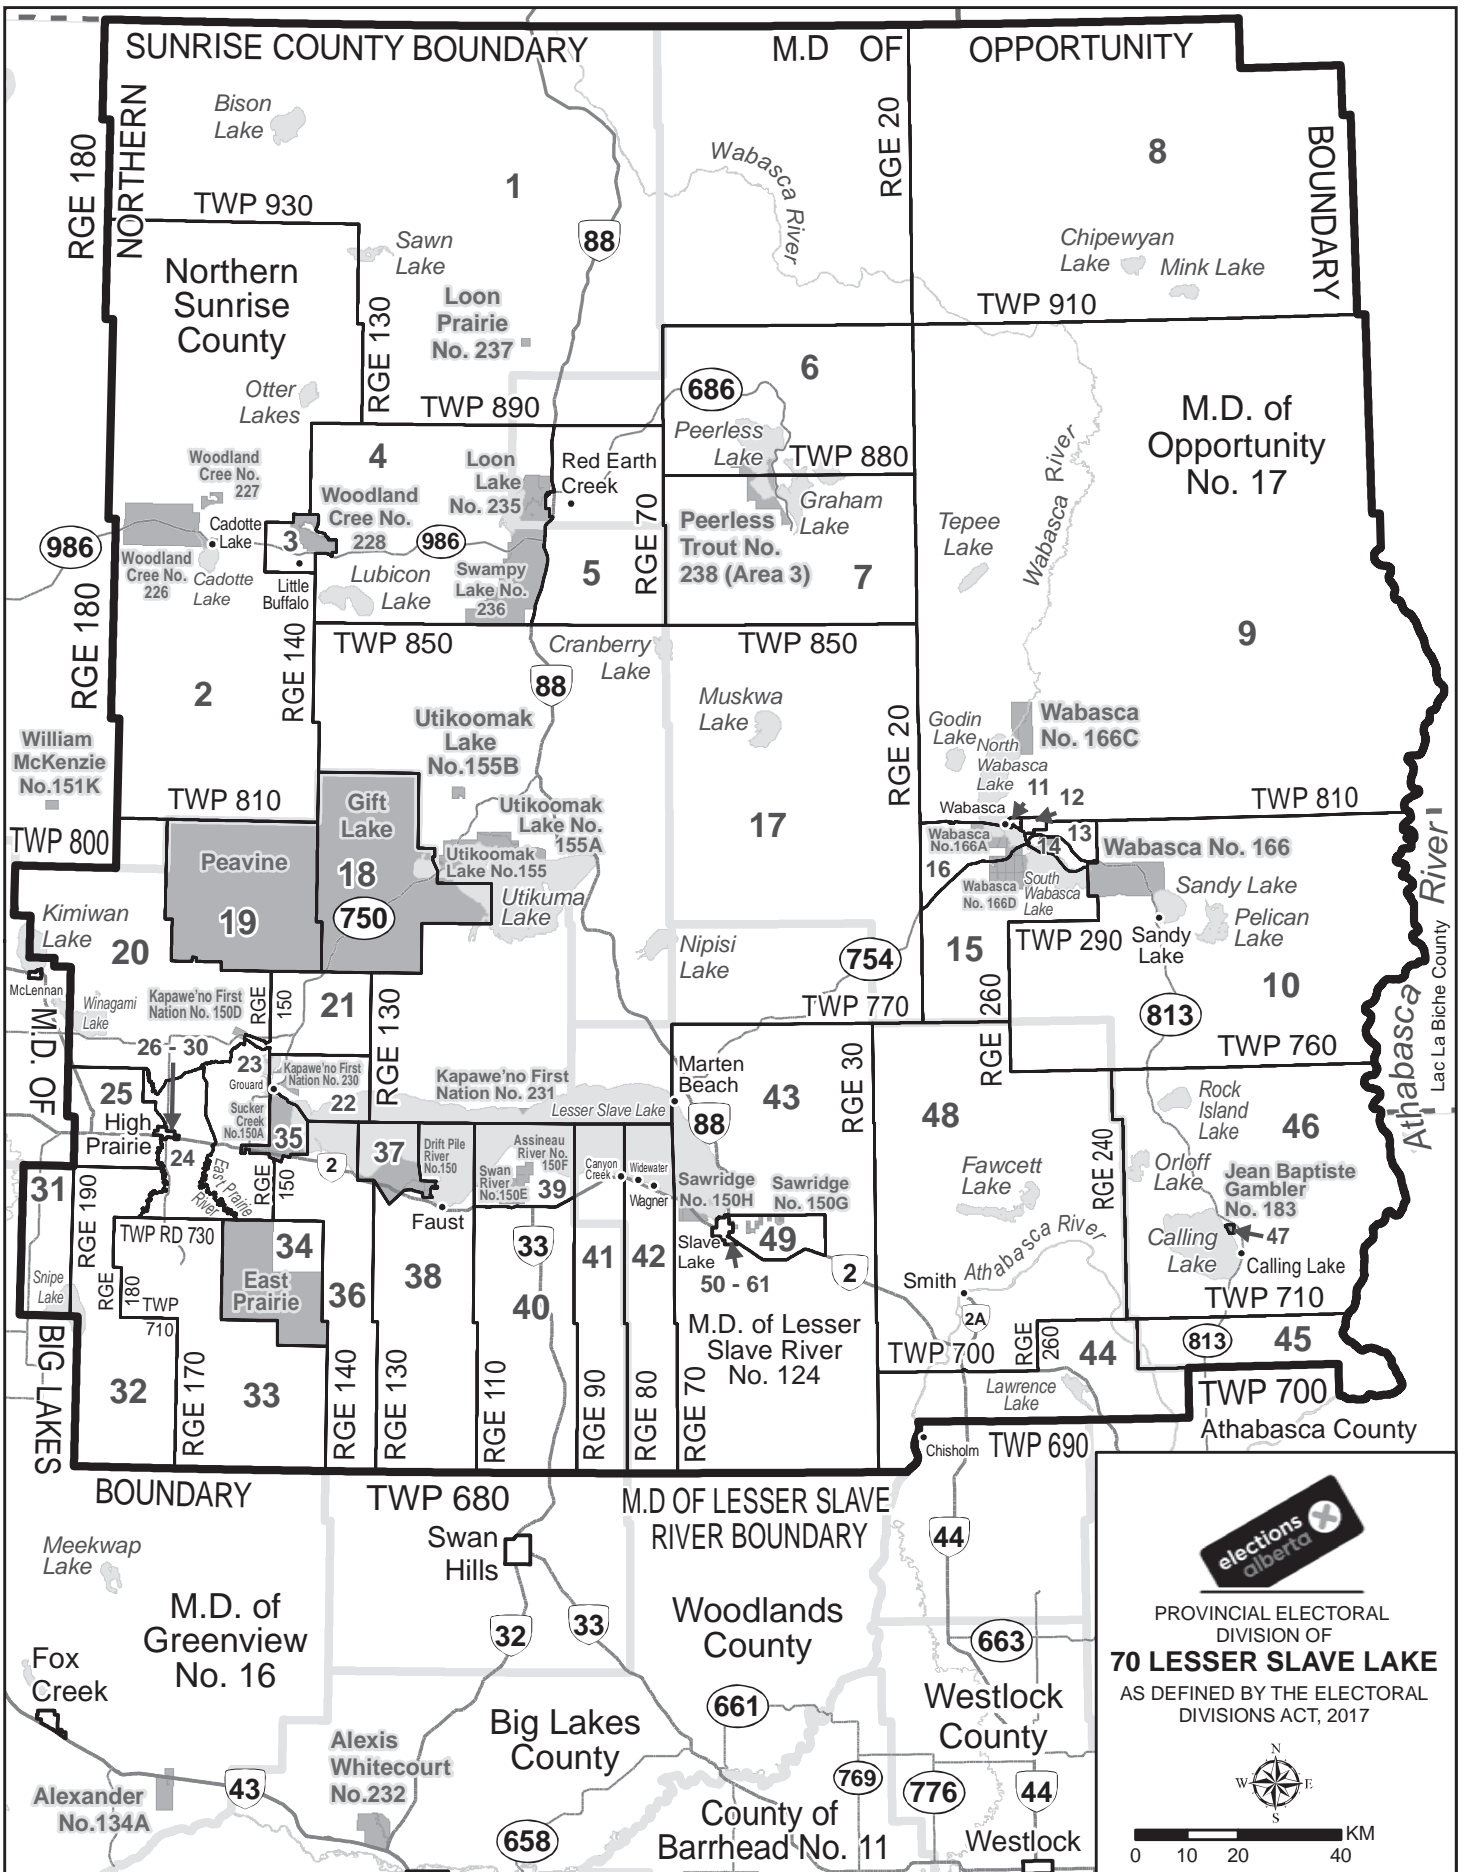 SUNRISE COUNTY BOUNDARY
M.D OF
OPPORTUNITY
Bison
Lake
RGE 180
NORTHERN
RGE 20
Wabasca River
1
8
BOUNDARY
TWP 930
88
Sawn
Lake
Chipewyan
Lake
Mink Lake
Northern
Sunrise
County
Loon
Prairie
No. 237
RGE 130
TWP 910
6
Otter
Lakes
TWP 890
686
Peerless
Lake
TWP 880
M.D. of
Opportunity
No. 17
Wabasca River
4
Woodland
Cree No.
227
Loon
Lake
No. 235
Red Earth
Creek
Woodland
Cree No.
228
Graham
Lake
RGE 70
Peerless
Trout No.
238 (Area 3)
7
Tepee
Lake
986
Cadotte
Lake
3
986
Woodland
Cree No.
226
Cadotte
Lake
Little
Buffalo
Lubicon
Lake
Swampy
Lake No.
236
5
RGE 180
RGE 140
TWP 850
Cranberry
Lake
TWP 850
9
2
88
Muskwa
Lake
RGE 20
Utikoomak
Lake
No.155B
Godin
Lake
North
Wabasca
Lake
Wabasca
No. 166C
William
McKenzie
No.151K
TWP 810
Gift
Lake
Utikoomak
Lake No.
155A
17
Wabasca
11
12
TWP 810
TWP 800
Peavine
18
Utikoomak
Lake No.155
Wabasca
No.166A
13
14
Wabasca No. 166
16
Wabasca
No. 166D
South
Wabasca
Lake
Sandy Lake
Pelican
Lake
Kimiwan
Lake
20
19
750
Utikuma
Lake
Nipisi
Lake
754
15
TWP 290
Sandy
Lake
10
Athabasca River
Lac La Biche County
McLennan
Winagami
Lake
Kapawe'no First
Nation No. 150D
RGE
150
21
RGE 130
TWP 770
RGE 260
813
M.D. OF
26 - 30
23
Grouard
Kapawe'no First
Nation No. 230
22
Kapawe'no First
Nation No. 231
Lesser Slave Lake
Marten
Beach
88
43
RGE 30
TWP 760
25
High
Prairie
Sucker
Creek
No.150A
35
48
Rock
Island
Lake
46
Athabasca
24
East Prairie
River
RGE
150
2
37
Drift Pile
River
No.150
Assineau
River No.
150F
Swan
River
No.150E
39
Canyon
Creek
Widewater
Wagner
Sawridge
No. 150H
Sawridge
No. 150G
Fawcett
Lake
RGE 240
Orloff
Lake
Jean Baptiste
Gambler
No. 183
31
RGE 190
Faust
TWP RD 730
34
33
41
42
Slave
Lake
49
50 - 61
2
Athabasca River
Calling
Lake
47
Calling Lake
Snipe
Lake
RGE
180
TWP
710
East
Prairie
36
38
40
Smith
2A
TWP 710
BIG LAKES
32
RGE 170
33
RGE 140
RGE 130
RGE 110
RGE 90
RGE 80
RGE 70
M.D. of Lesser
Slave River
No. 124
TWP 700
RGE
260
44
813
45
Lawrence
Lake
TWP 700
Athabasca County
Chisholm
TWP 690
BOUNDARY
TWP 680
M.D OF LESSER SLAVE
RIVER BOUNDARY
Meekwap
Lake
Swan
Hills
44
M.D. of
Greenview
No. 16
32
33
Woodlands
County
663
Fox
Creek
Big Lakes
County
661
Westlock
County
Alexis
Whitecourt
No.232
Alexander
No.134A
43
658
769
776
44
County of
Barrhead No. 11
Westlock
elections
alberta
PROVINCIAL ELECTORAL
DIVISION OF
70 LESSER SLAVE LAKE
AS DEFINED BY THE ELECTORAL
DIVISIONS ACT, 2017
N
W
E
S
KM
0 10 20 40